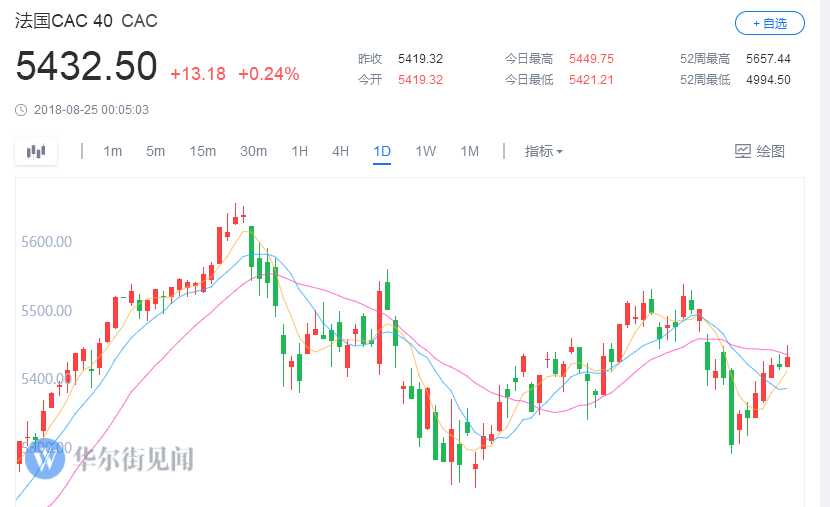 法国CAC 40 CAC
+ 自选
5432.50 +13.18 +0.24%
昨收 5419.32 今日最高 5449.75 52周最高 5657.44
今开 5419.32 今日最低 5421.21 52周最低 4994.50
2018-08-25 00:05:03
1m 5m 15m 30m 1H 4H 1D 1W 1M 指标 绘图
5600.00
5500.00
5400.00
5300.00
W 华尔街见闻